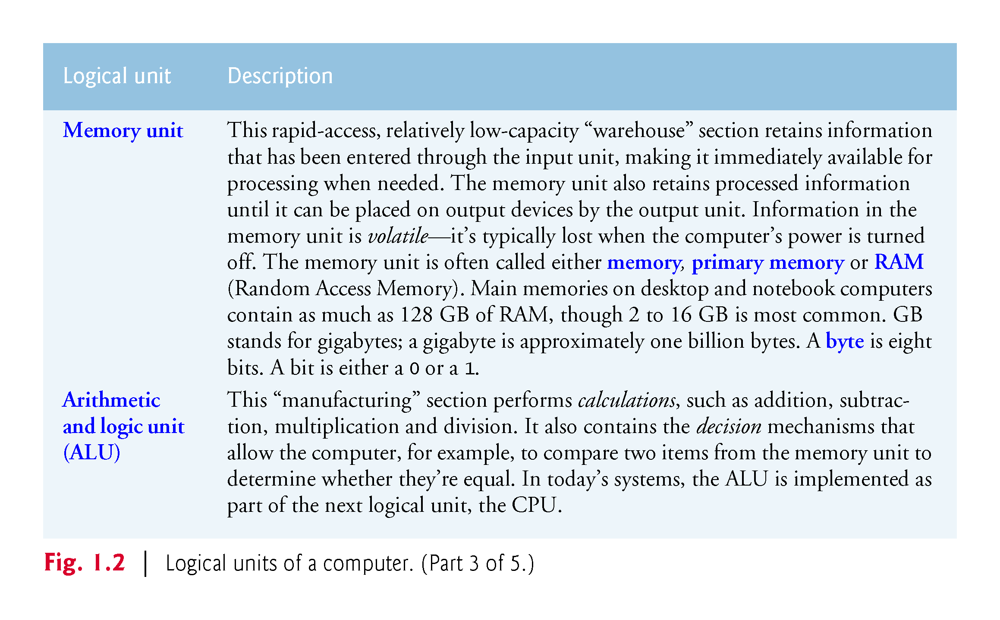 Logical unit Description
Memory unit This rapid-access, relatively low-capacity “warehouse” section retains information
that has been entered through the input unit, making it immediately available for
processing when needed. The memory unit also retains processed information
until it can be placed on output devices by the output unit. Information in the
memory unit is volatile—it’s typically lost when the computer’s power is turned
off. The memory unit is often called either memory, primary memory or RAM
(Random Access Memory). Main memories on desktop and notebook computers
contain as much as 128 GB of RAM, though 2 to 16 GB is most common. GB
stands for gigabytes; a gigabyte is approximately one billion bytes. A byte is eight
bits. A bit is either a 0 or a 1.
Arithmetic This “manufacturing” section performs calculations, such as addition, subtrac-
and logic unit tion, multiplication and division. It also contains the decision mechanisms that
(ALU) allow the computer, for example, to compare two items from the memory unit to
determine whether they’re equal. In today’s systems, the ALU is implemented as
part of the next logical unit, the CPU.
Fig. 1.2 | Logical units of a computer. (Part 3 of 5.)